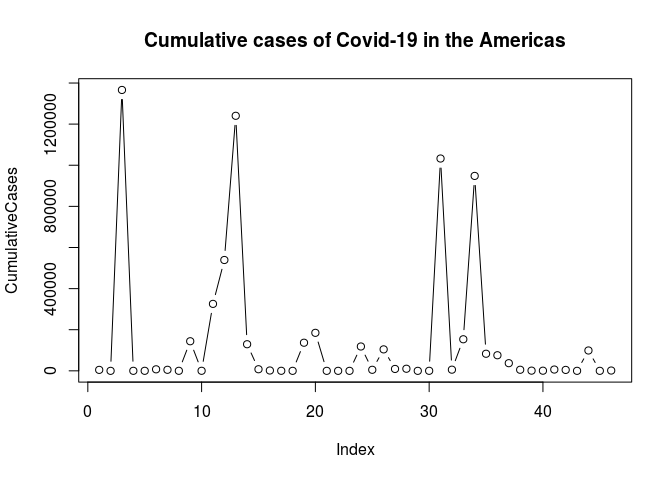 Cumulative cases of Covid-19 in the Americas
CumulativeCases
1200000
800000
400000
0
0 10 20 30 40
Index